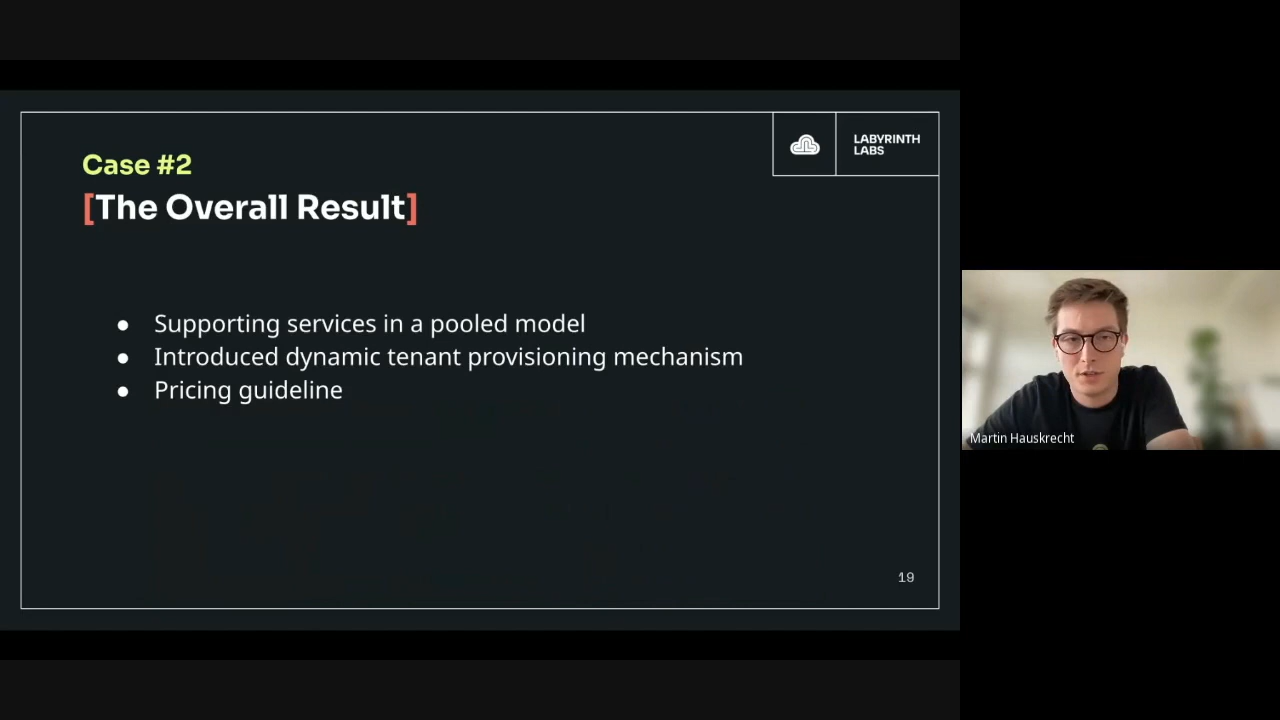 Case #2
[The Overall Result]
LABYRINTH
LABS
● Supporting services in a pooled model
● Introduced dynamic tenant provisioning mechanism
● Pricing guideline
19
Martin Hauskrecht